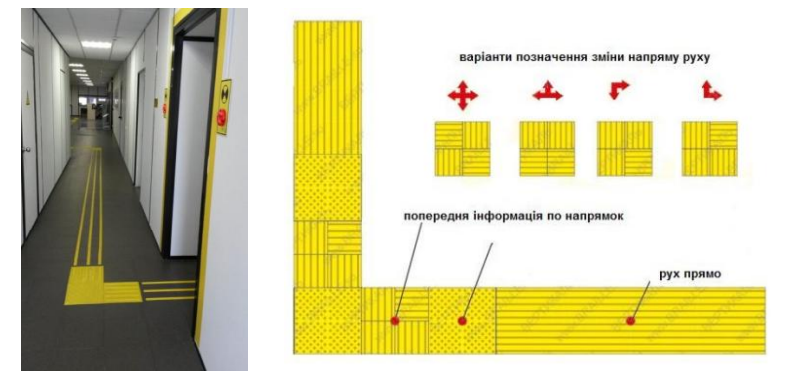 варіанти позначення зміни напряму руху
попередня інформація по напрямок
рух прямо